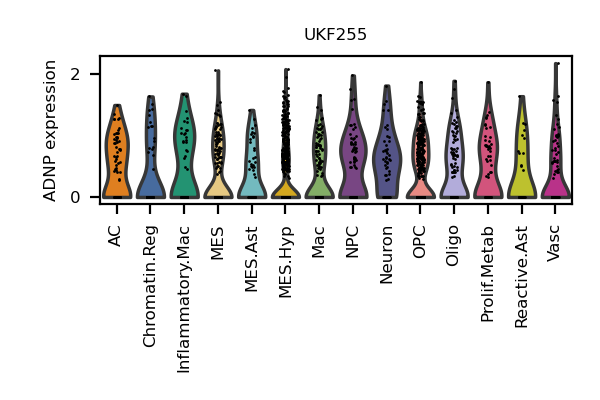 UKF255
ADNP expression
2
0
AC
Chromatin.Reg
Inflammatory.Mac
MES
MES.Ast
MES.Hyp
Mac
NPC
Neuron
OPC
Oligo
Prolif.Metab
Reactive.Ast
Vasc